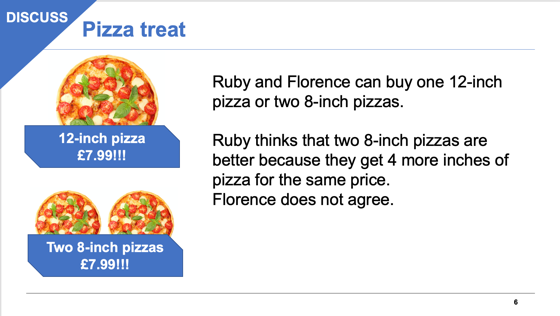 DISCUSS
Pizza treat
12-inch pizza
£7.99!!!
Two 8-inch pizzas
£7.99!!!
Ruby and Florence can buy one 12-inch
pizza or two 8-inch pizzas.
Ruby thinks that two 8-inch pizzas are
better because they get 4 more inches of
pizza for the same price.
Florence does not agree.
6